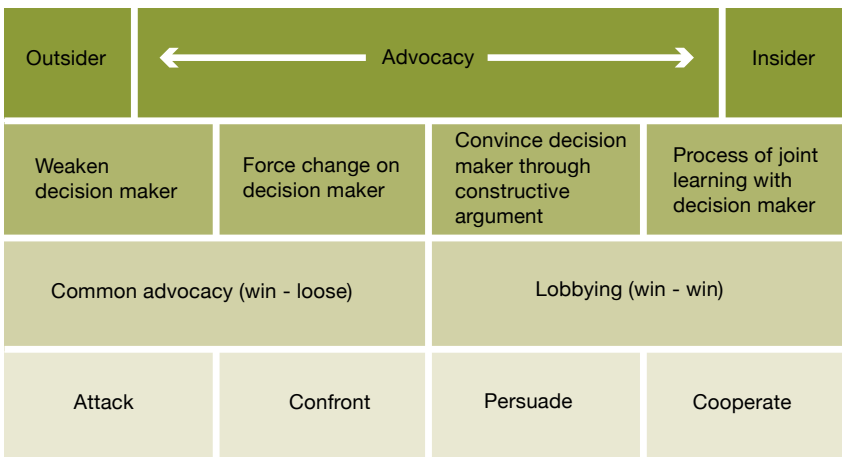 Outsider
Advocacy
Insider
Weaken
decision maker
Force change on
decision maker
Convince decision
maker through
constructive
argument
Process of joint
learning with
decision maker
Common advocacy (win - loose)
Lobbying (win - win)
Attack
Confront
Persuade
Cooperate